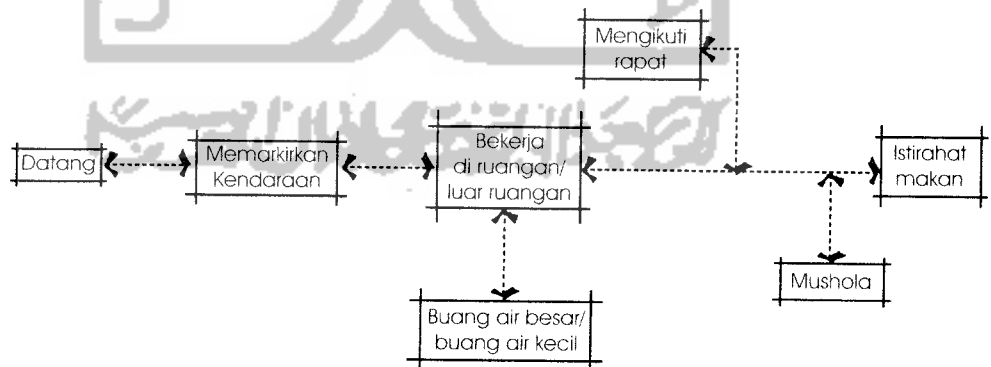 Mengikuti
rapat
Datang
Memarkirkan
Kendaraan
Bekerja
di ruangan/
luar ruangan
Istirahat
makan
Mushola
Buang air besar/
buang air kecil